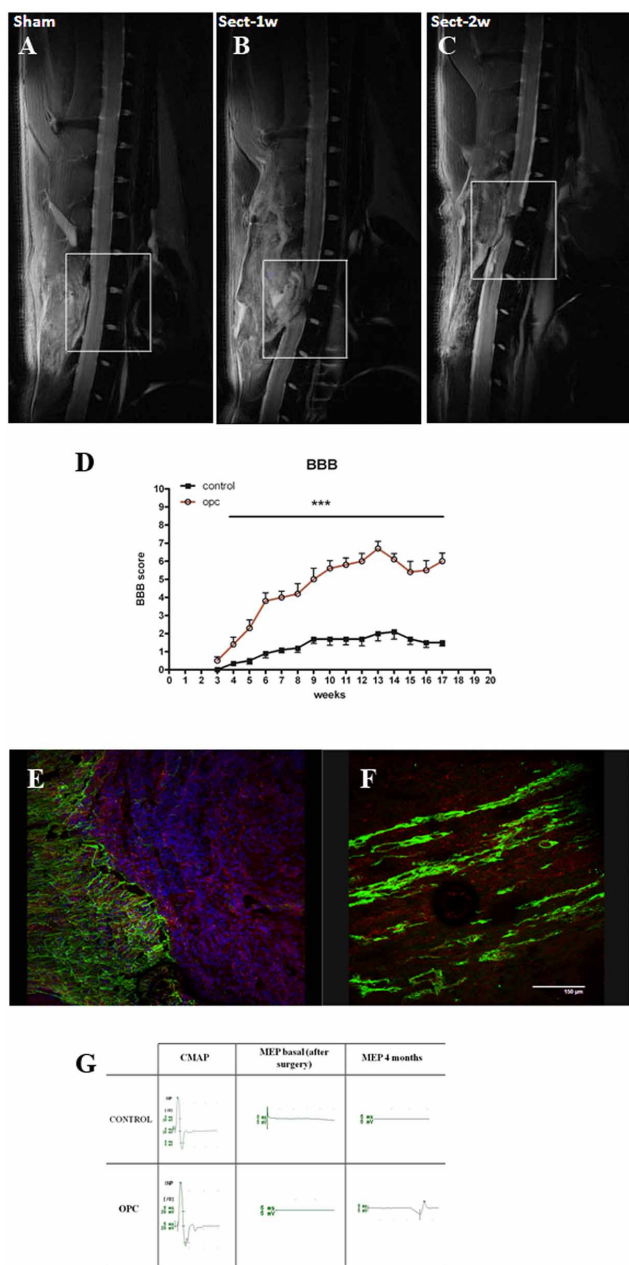 Sham
A
Sect-1w
B
Sect-2w
C
D
BBB
control
opc
***
BBB score
10
9
8
7
6
5
4
3
2
1
0
0 1 2 3 4 5 6 7 8 9 10 11 12 13 14 15 16 17 18 19 20
weeks
E
F
150 µm
G
CMAP
MEP basal (after surgery)
MEP 4 months
CONTROL
OPC